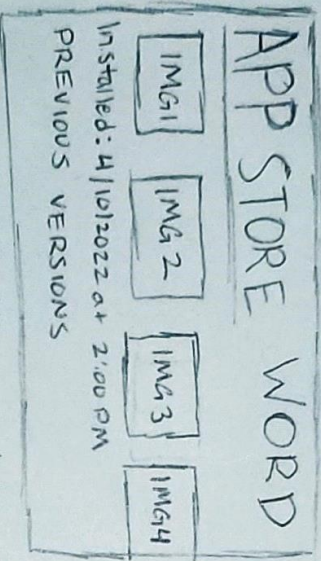 APP STORE WORD
IMG1 IMG 2 IMG 3 IMG4
Installed: 4/10/2022 at 2:00 PM
PREVIOUS VERSIONS